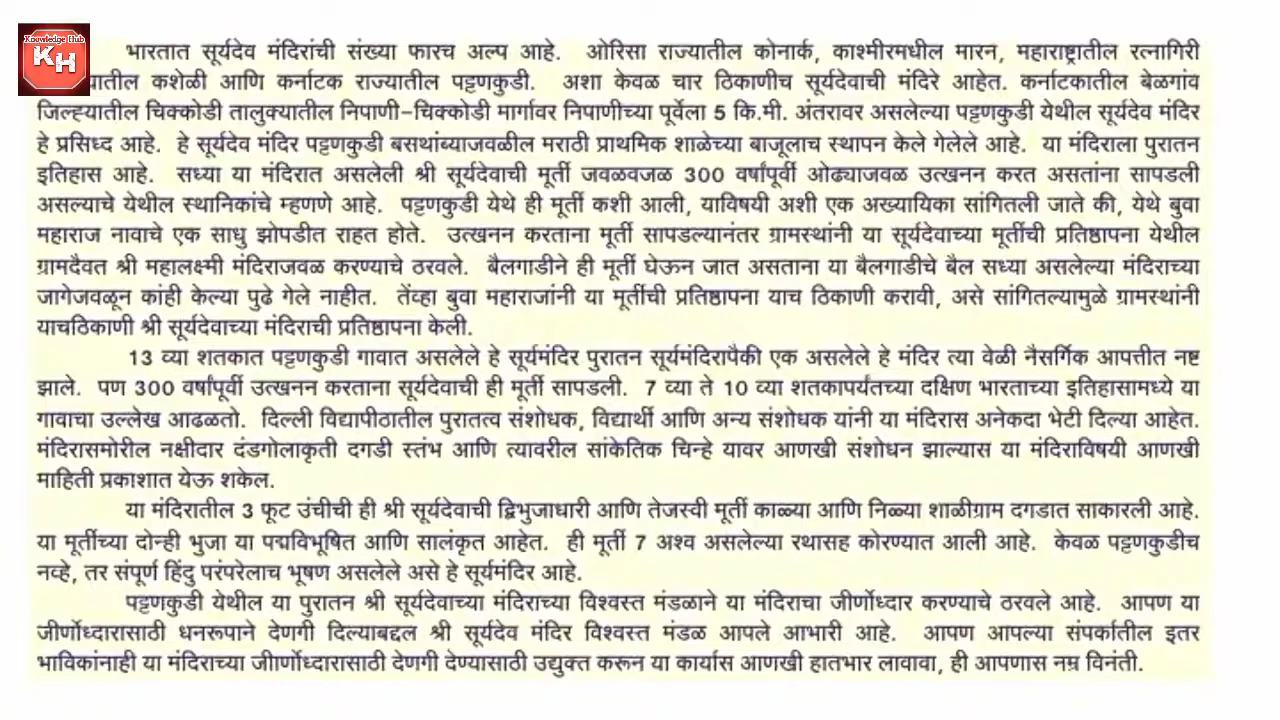 Knowledge Hub
KH
भारतात सूर्यदेव मंदिरांची संख्या फारच अल्प आहे. ओरिसा राज्यातील कोनार्क, काश्मीरमधील मारन, महाराष्ट्रातील रत्नागिरी
कशेळी आणि कर्नाटक राज्यातील पट्टणकुडी. अशा केवळ चार ठिकाणीच सूर्यदेवाची मंदिरे आहेत. कर्नाटकातील बेळगांव
जिल्ह्यातील चिक्कोडी तालुक्यातील निपाणी-चिक्कोडी मार्गावर निपाणीच्या पूर्वेला 5 कि.मी. अंतरावर असलेल्या पट्टणकुडी येथील सूर्यदेव मंदिर
हे प्रसिध्द आहे. हे सूर्यदेव मंदिर पट्टणकुडी बसथांब्याजवळील मराठी प्राथमिक शाळेच्या बाजूलाच स्थापन केले गेलेले आहे. या मंदिराला पुरातन
इतिहास आहे. सध्या या मंदिरात असलेली श्री सूर्यदेवाची मूर्ती जवळवजळ 300 वर्षांपूर्वी ओढ्याजवळ उत्खनन करत असतांना सापडली
असल्याचे येथील स्थानिकांचे म्हणणे आहे. पट्टणकुडी येथे ही मूर्ती कशी आली, याविषयी अशी एक अख्यायिका सांगितली जाते की, येथे बुवा
महाराज नावाचे एक साधु झोपडीत राहत होते. उत्खनन करताना मूर्ती सापडल्यानंतर ग्रामस्थांनी या सूर्यदेवाच्या मूर्तीची प्रतिष्ठापना येथील
ग्रामदैवत श्री महालक्ष्मी मंदिराजवळ करण्याचे ठरवले. बैलगाडीने ही मूर्ती घेऊन जात असताना या बैलगाडीचे बैल सध्या असलेल्या मंदिराच्या
जागेजवळून कांही केल्या पुढे गेले नाहीत. तेंव्हा बुवा महाराजांनी या मूर्तीची प्रतिष्ठापना याच ठिकाणी करावी, असे सांगितल्यामुळे ग्रामस्थांनी
याचठिकाणी श्री सूर्यदेवाच्या मंदिराची प्रतिष्ठापना केली.
13 व्या शतकात पट्टणकुडी गावात असलेले हे सूर्यमंदिर पुरातन सूर्यमंदिरापैकी एक असलेले हे मंदिर त्या वेळी नैसर्गिक आपत्तीत नष्ट
झाले. पण 300 वर्षांपूर्वी उत्खनन करताना सूर्यदेवाची ही मूर्ती सापडली. 7 व्या ते 10 व्या शतकापर्यंतच्या दक्षिण भारताच्या इतिहासामध्ये या
गावाचा उल्लेख आढळतो. दिल्ली विद्यापीठातील पुरातत्व संशोधक, विद्यार्थी आणि अन्य संशोधक यांनी या मंदिरास अनेकदा भेटी दिल्या आहेत.
मंदिरासमोरील नक्षीदार दंडगोलाकृती दगडी स्तंभ आणि त्यावरील सांकेतिक चिन्हे यावर आणखी संशोधन झाल्यास या मंदिराविषयी आणखी
माहिती प्रकाशात येऊ शकेल.
या मंदिरातील 3 फूट उंचीची ही श्री सूर्यदेवाची द्विभुजाधारी आणि तेजस्वी मूर्ती काळ्या आणि निळ्या शाळीग्राम दगडात साकारली आहे.
या मूर्तीच्या दोन्ही भुजा या पद्मविभूषित आणि सालंकृत आहेत. ही मूर्ती 7 अश्व असलेल्या रथासह कोरण्यात आली आहे. केवळ पट्टणकुडीच
नव्हे, तर संपूर्ण हिंदु परंपरेलाच भूषण असलेले असे हे सूर्यमंदिर आहे.
पट्टणकुडी येथील या पुरातन श्री सूर्यदेवाच्या मंदिराच्या विश्वस्त मंडळाने या मंदिराचा जीर्णोध्दार करण्याचे ठरवले आहे. आपण या
जीर्णोध्दारासाठी धनरूपाने देणगी दिल्याबद्दल श्री सूर्यदेव मंदिर विश्वस्त मंडळ आपले आभारी आहे. आपण आपल्या संपर्कातील इतर
भाविकांनाही या मंदिराच्या जीार्णोध्दारासाठी देणगी देण्यासाठी उद्युक्त करून या कार्यास आणखी हातभार लावावा, ही आपणास नम्र विनंती.